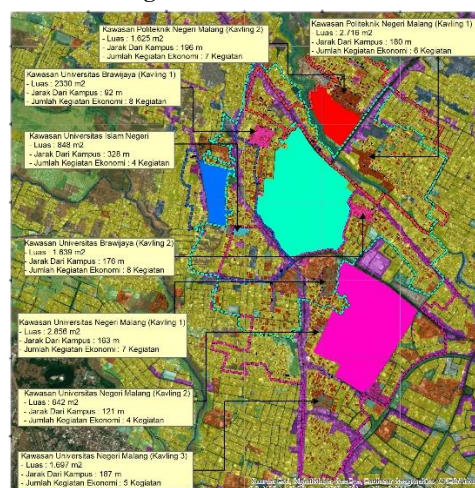 Kawasan Politeknik Negeri Malang (Kavling 2)
- Luas : 1.625 m2
- Jarak Dari Kampus : 196 m
- Jumlah Kegiatan Ekonomi : 7 Kegiatan
Kawasan Politeknik Negeri Malang (Kavling 1)
- Luas : 2.716 m2
- Jarak Dari Kampus : 180 m
- Jumlah Kegiatan Ekonomi : 6 Kegiatan
Kawasan Universitas Brawijaya (Kavling 1)
- Luas : 2330 m2
- Jarak Dari Kampus : 92 m
- Jumlah Kegiatan Ekonomi : 8 Kegiatan
Kawasan Universitas Islam Negeri
- Luas : 848 m2
- Jarak Dari Kampus : 328 m
- Jumlah Kegiatan Ekonomi : 4 Kegiatan
Kawasan Universitas Brawijaya (Kavling 2)
- Luas : 1.839 m2
- Jarak Dari Kampus : 176 m
- Jumlah Kegiatan Ekonomi : 8 Kegiatan
Kawasan Universitas Negeri Malang (Kavling 1)
- Luas : 2.856 m2
- Jarak Dari Kampus : 163 m
Jumlah Kegiatan Ekonomi : 7 Kegiatan
Kawasan Universitas Negeri Malang (Kavling 2)
- Luas : 642 m2
- Jarak Dari Kampus : 121 m
- Jumlah Kegiatan Ekonomi : 4 Kegiatan
Kawasan Universitas Negeri Malang (Kavling 3)
- Luas : 1.697 m2
- Jarak Dari Kampus : 187 m
- Jumlah Kegiatan Ekonomi : 5 Kegiatan